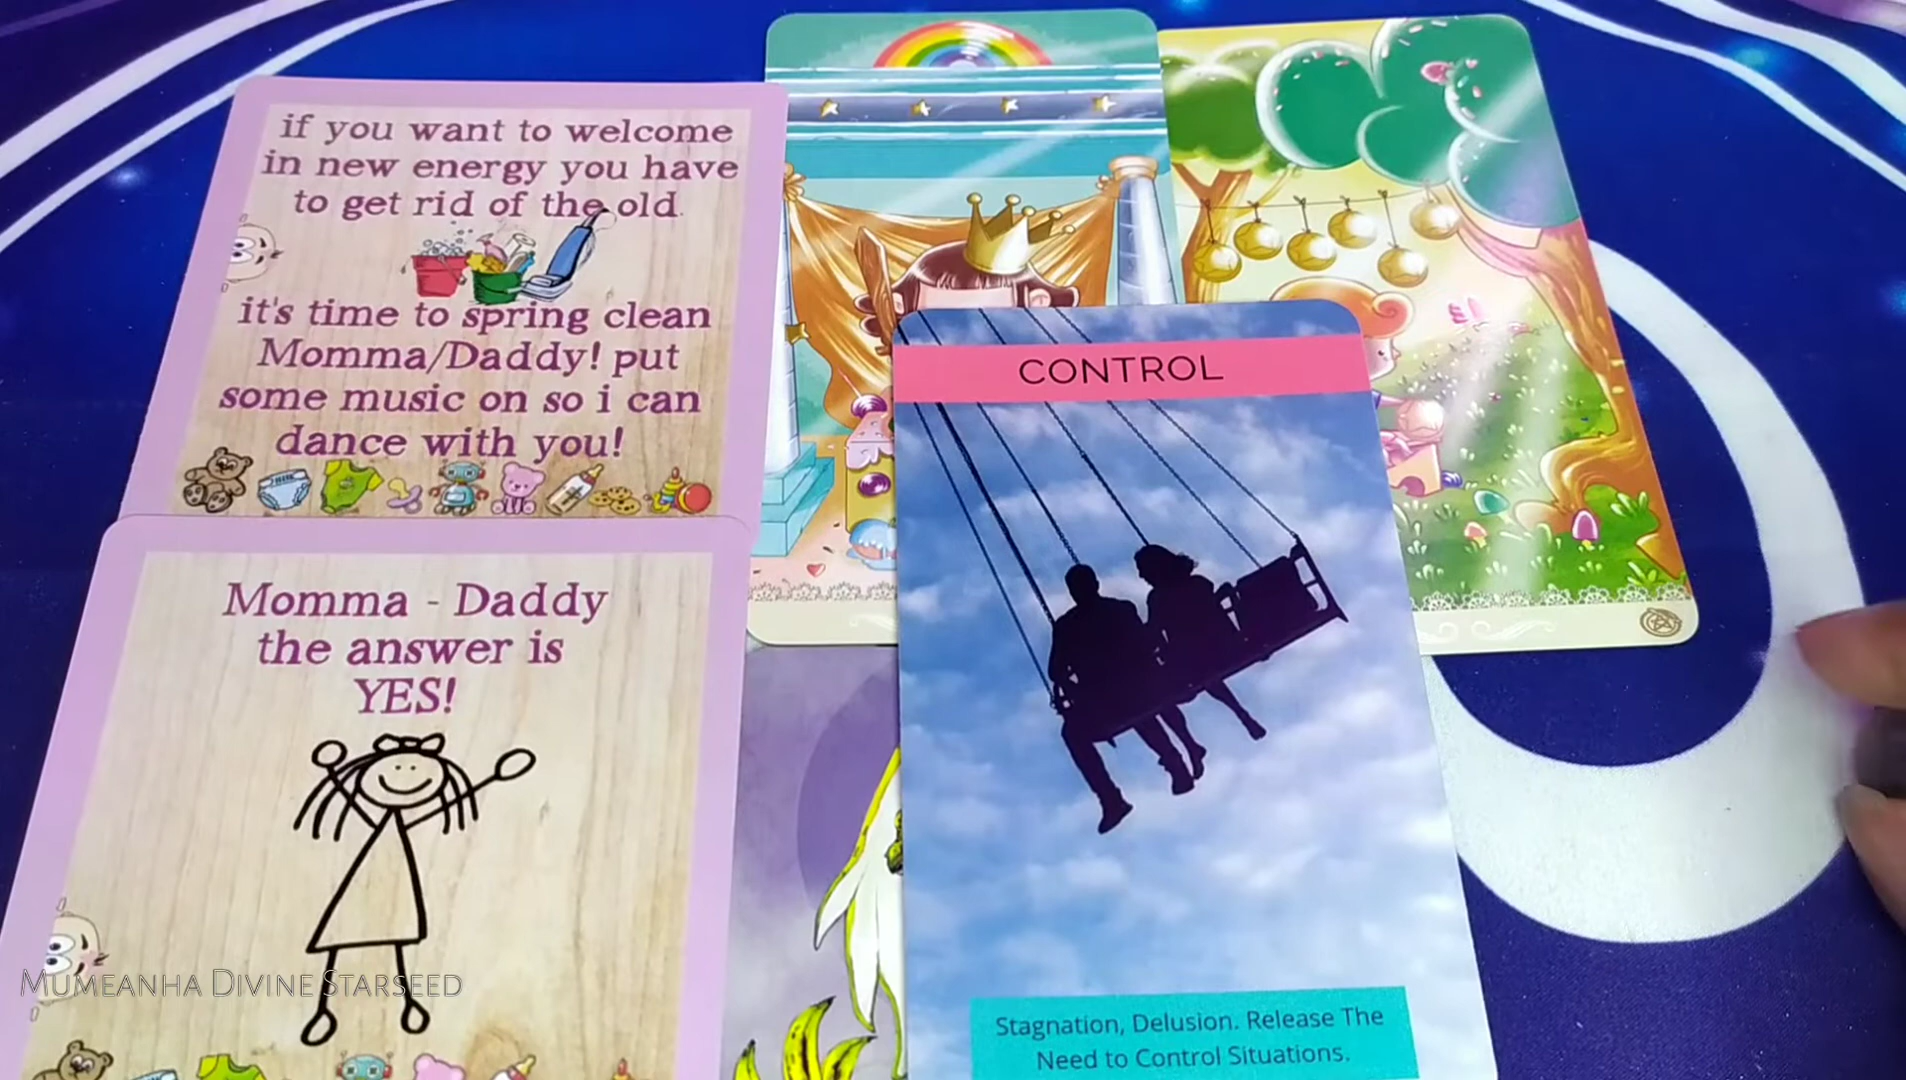 if you want to welcome
in new energy you have
to get rid of the old.
it's time to spring clean
Momma/Daddy! put
some music on so i can
dance with you!
Momma - Daddy
the answer is
YES!
CONTROL
Stagnation, Delusion. Release The
Need to Control Situations.
Mumeanha Divine Starseed